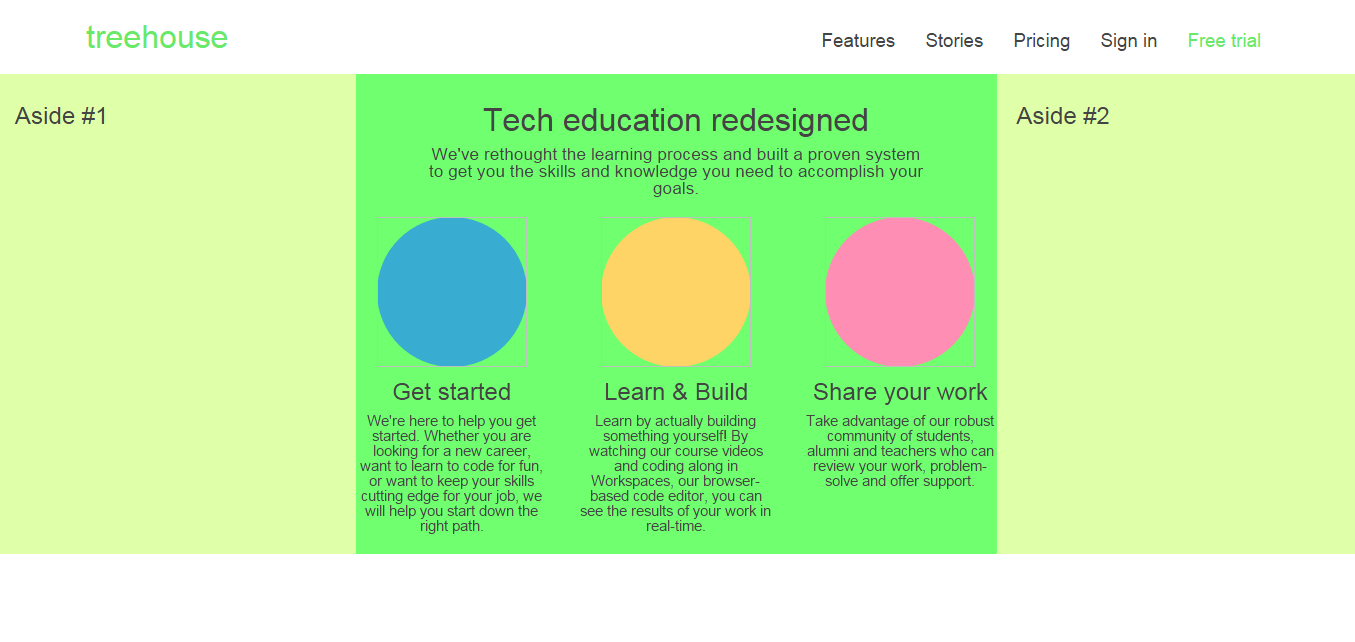 treehouse
Features Stories Pricing Sign in Free trial
Aside #1
Tech education redesigned
We've rethought the learning process and built a proven system
to get you the skills and knowledge you need to accomplish your
goals.
Get started
We're here to help you get
started. Whether you are
looking for a new career,
want to learn to code for fun,
or want to keep your skills
cutting edge for your job, we
will help you start down the
right path.
Learn & Build
Learn by actually building
something yourself! By
watching our course videos
and coding along in
Workspaces, our browser-
based code editor, you can
see the results of your work in
real-time.
Share your work
Take advantage of our robust
community of students,
alumni and teachers who can
review your work, problem-
solve and offer support.
Aside #2